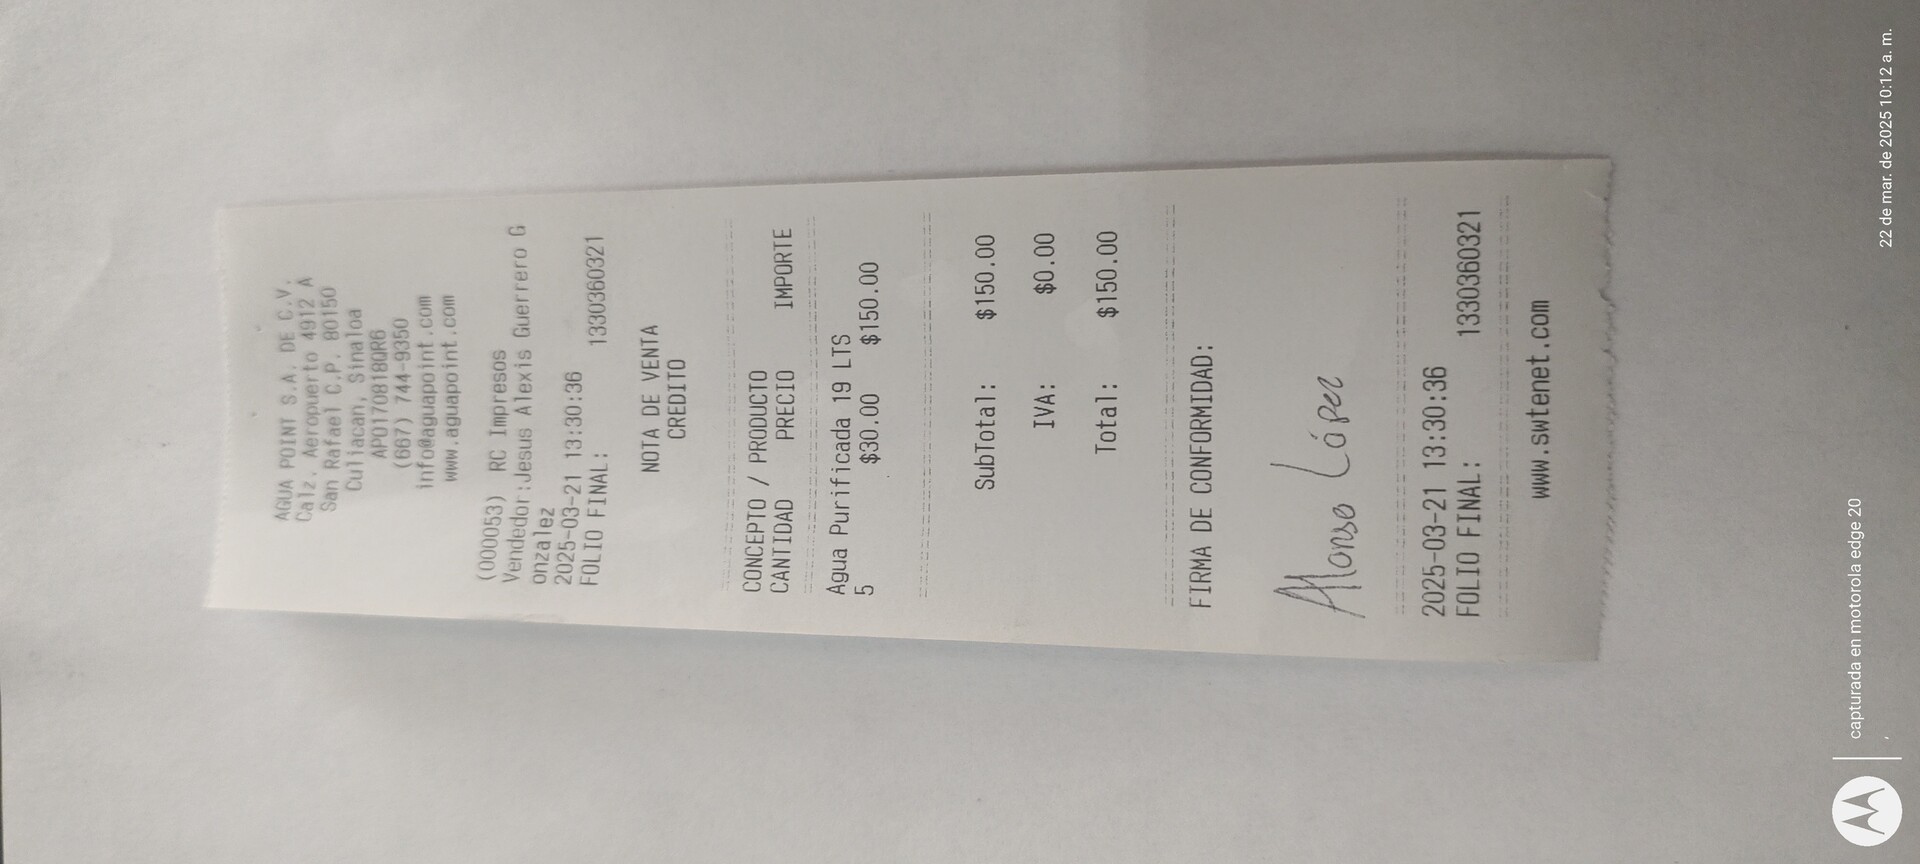 AGUA POINT S.A. DE C.V.
Calz. Aeropuerto 4912 A
San Rafael C.P. 80150
Culiacan, Sinaloa
APO170818QR6
(667) 744-9350
info@aguapoint.com
www.aguapoint.com
(000053) RC Impresos
Vendedor:Jesus Alexis Guerrero G
onzalez
2025-03-21 13:30:36
FOLIO FINAL: 1330360321
NOTA DE VENTA
CREDITO
CONCEPTO / PRODUCTO
CANTIDAD PRECIO IMPORTE
Agua Purificada 19 LTS
5 $30.00 $150.00
SubTotal: $150.00
IVA: $0.00
Total: $150.00
FIRMA DE CONFORMIDAD:
Alonso López
2025-03-21 13:30:36
FOLIO FINAL: 1330360321
www.swtenet.com
capturada en motorola edge 20
22 de mar. de 2025 10:12 a. m.